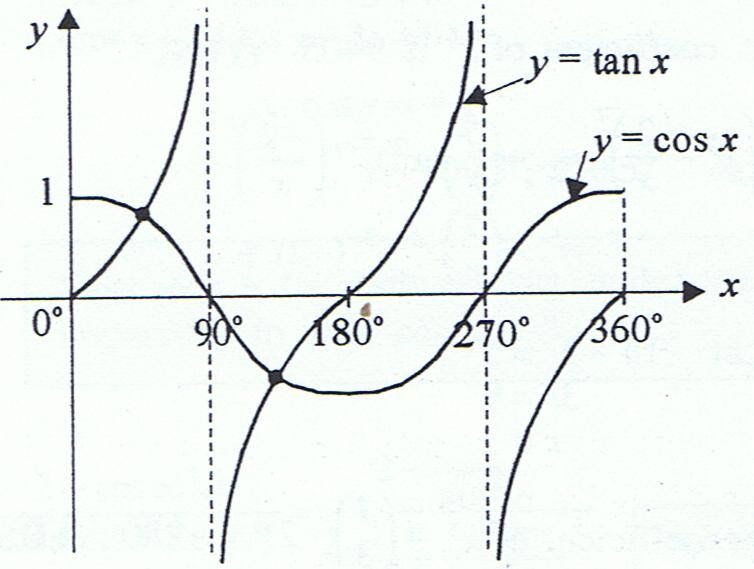 y
y = tan x
y = cos x
1
x
0° 90° 180° 270° 360°